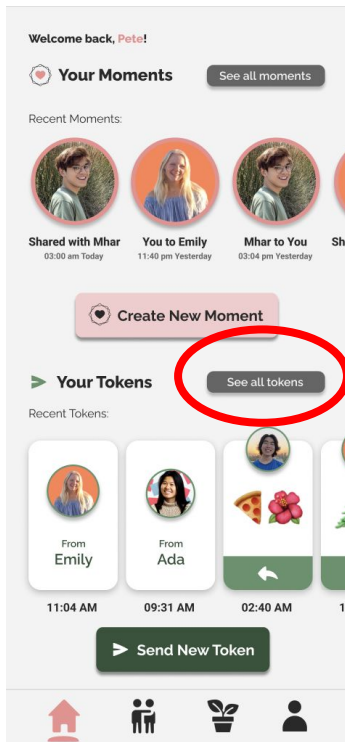 Welcome back, Pete!
Your Moments
See all moments
Recent Moments:
Shared with Mhar
03:00 am Today
You to Emily
11:40 pm Yesterday
Mhar to You
03:04 pm Yesterday
Sh
Create New Moment
Your Tokens
See all tokens
Recent Tokens:
From
Emily
From
Ada
11:04 AM
09:31 AM
02:40 AM
1
Send New Token